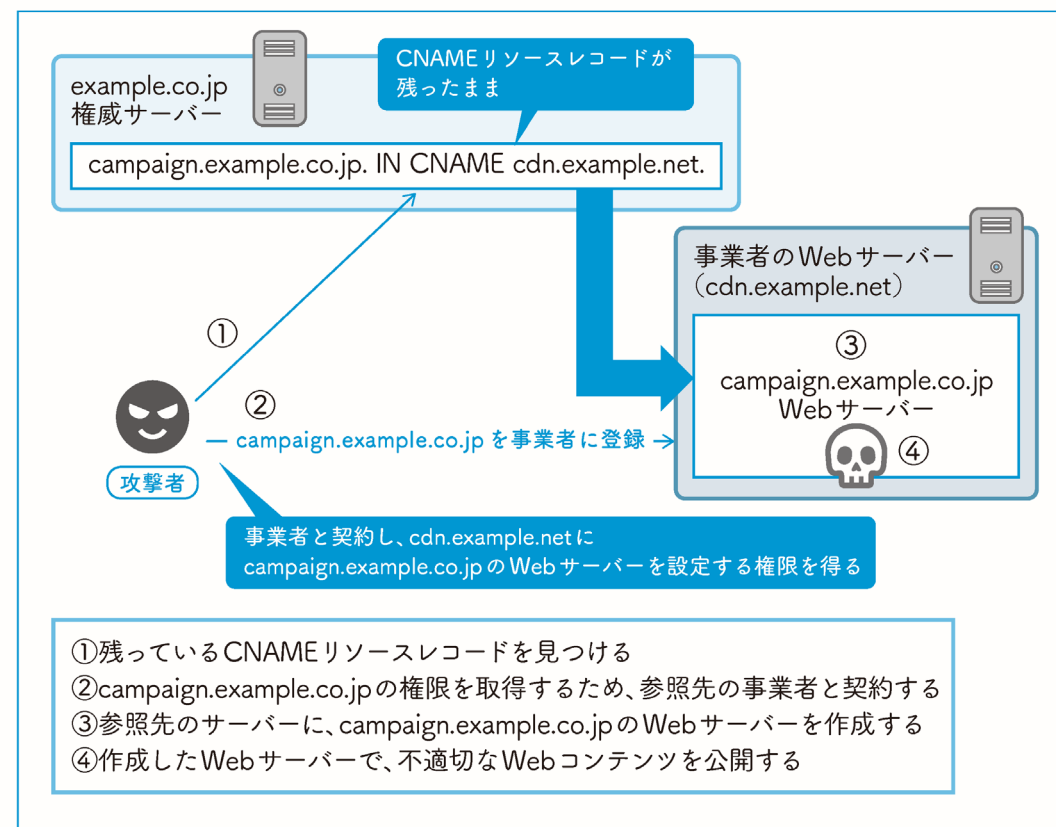 example.co.jp
権威サーバー
CNAMEリソースレコードが
残ったまま
campaign.example.co.jp. IN CNAME cdn.example.net.
事業者のWebサーバー
（cdn.example.net）
①
③
campaign.example.co.jp
Webサーバー
④
②
campaign.example.co.jpを事業者に登録
攻撃者
事業者と契約し、cdn.example.netに
campaign.example.co.jpのWebサーバーを設定する権限を得る
①残っているCNAMEリソースレコードを見つける
②campaign.example.co.jpの権限を取得するため、参照先の事業者と契約する
③参照先のサーバーに、campaign.example.co.jpのWebサーバーを作成する
④作成したWebサーバーで、不適切なWebコンテンツを公開する